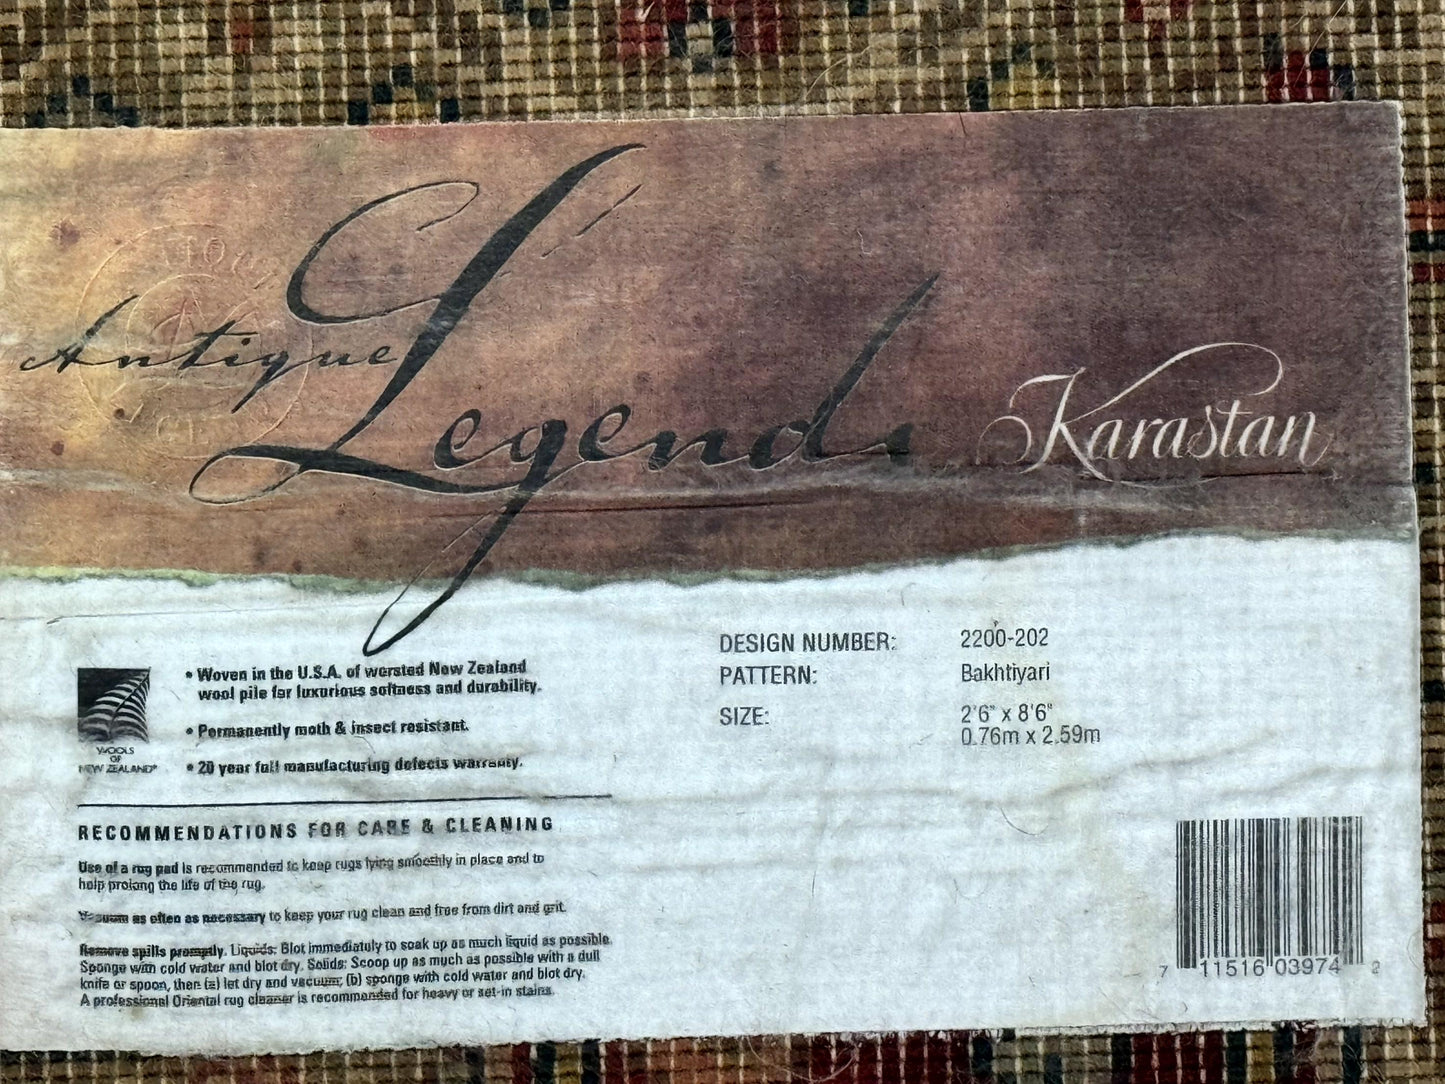 Antique
Legends
Karastan
WOOLS
OF
NEW ZEALAND
• Woven in the U.S.A. of worsted New Zealand
wool pile for luxurious softness and durability.
• Permanently moth & insect resistant.
• 20 year full manufacturing defects warranty.
DESIGN NUMBER: 2200-202
PATTERN: Bakhtiyari
SIZE: 2'6" x 8'6"
0.76m x 2.59m
RECOMMENDATIONS FOR CARE & CLEANING
Use of a rug pad is recommended to keep rugs lying smoothly in place and to
help prolong the life of the rug.
Vacuum as often as necessary to keep your rug clean and free from dirt and grit.
Remove spills promptly. Liquids: Blot immediately to soak up as much liquid as possible.
Sponge with cold water and blot dry. Solids: Scoop up as much as possible with a dull
knife or spoon, then (a) let dry and vacuum; (b) sponge with cold water and blot dry.
A professional Oriental rug cleaner is recommended for heavy or set-in stains.
7 11516 03974 2